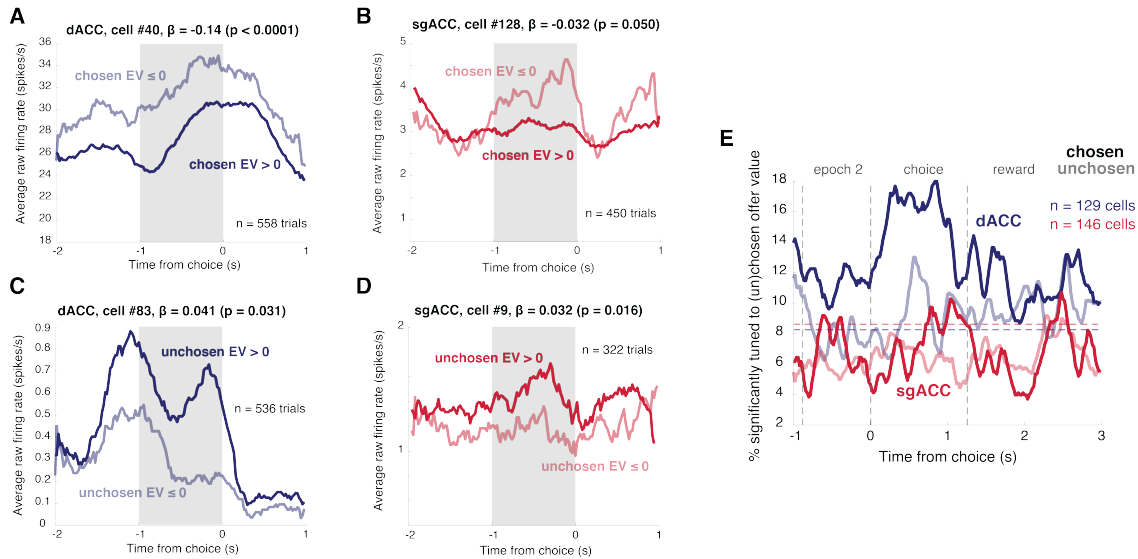 A
dACC, cell #40, β = -0.14 (p < 0.0001)
Average raw firing rate (spikes/s)
36
34
32
30
28
26
24
22
20
18
chosen EV ≤ 0
chosen EV > 0
n = 558 trials
-2
-1
0
1
Time from choice (s)
B
sgACC, cell #128, β = -0.032 (p = 0.050)
Average raw firing rate (spikes/s)
5
4
3
2
1
chosen EV ≤ 0
chosen EV > 0
n = 450 trials
-2
-1
0
1
Time from choice (s)
C
dACC, cell #83, β = 0.041 (p = 0.031)
Average raw firing rate (spikes/s)
0.9
0.8
0.7
0.6
0.5
0.4
0.3
0.2
0.1
0
unchosen EV > 0
n = 536 trials
unchosen EV ≤ 0
-2
-1
0
1
Time from choice (s)
D
sgACC, cell #9, β = 0.032 (p = 0.016)
Average raw firing rate (spikes/s)
2
1
unchosen EV > 0
n = 322 trials
unchosen EV ≤ 0
-2
-1
0
1
Time from choice (s)
E
% significantly tuned to (un)chosen offer value
18
16
14
12
10
8
6
4
2
epoch 2
choice
reward
chosen
unchosen
n = 129 cells
n = 146 cells
dACC
sgACC
-1
0
1
2
3
Time from choice (s)